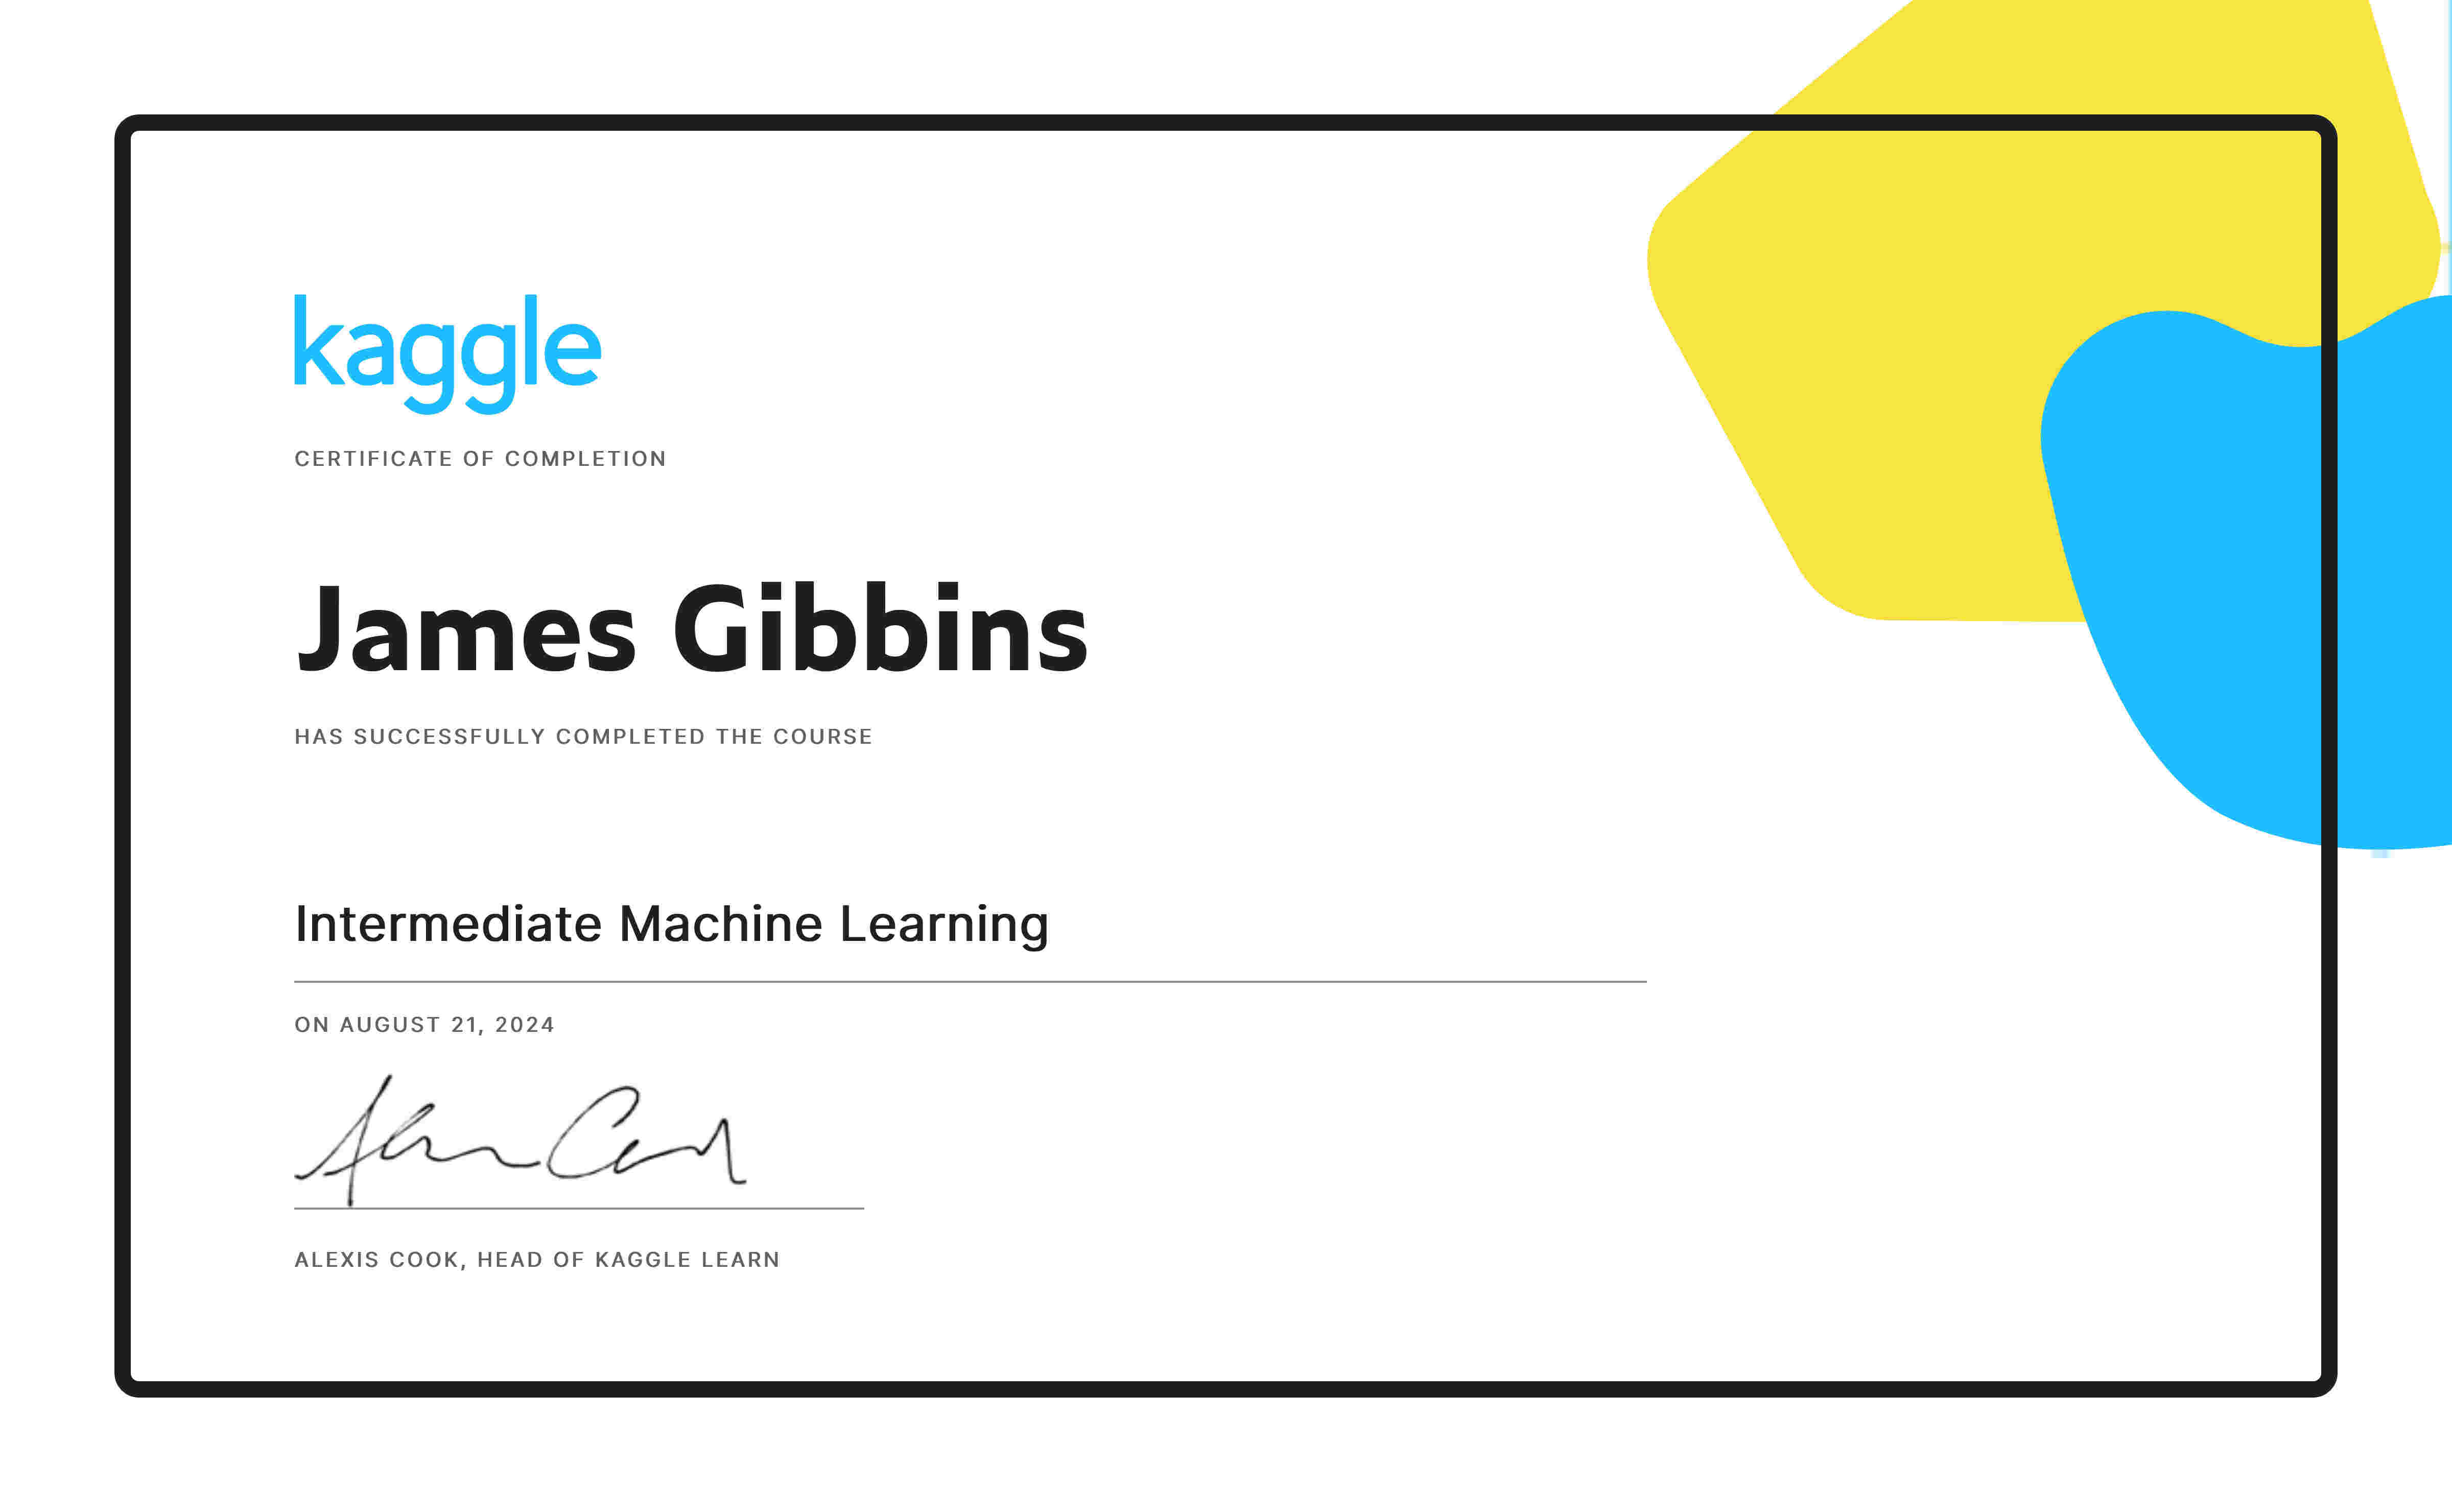 kaggle
CERTIFICATE OF COMPLETION
James Gibbins
HAS SUCCESSFULLY COMPLETED THE COURSE
Intermediate Machine Learning
ON AUGUST 21, 2024
ALEXIS COOK, HEAD OF KAGGLE LEARN